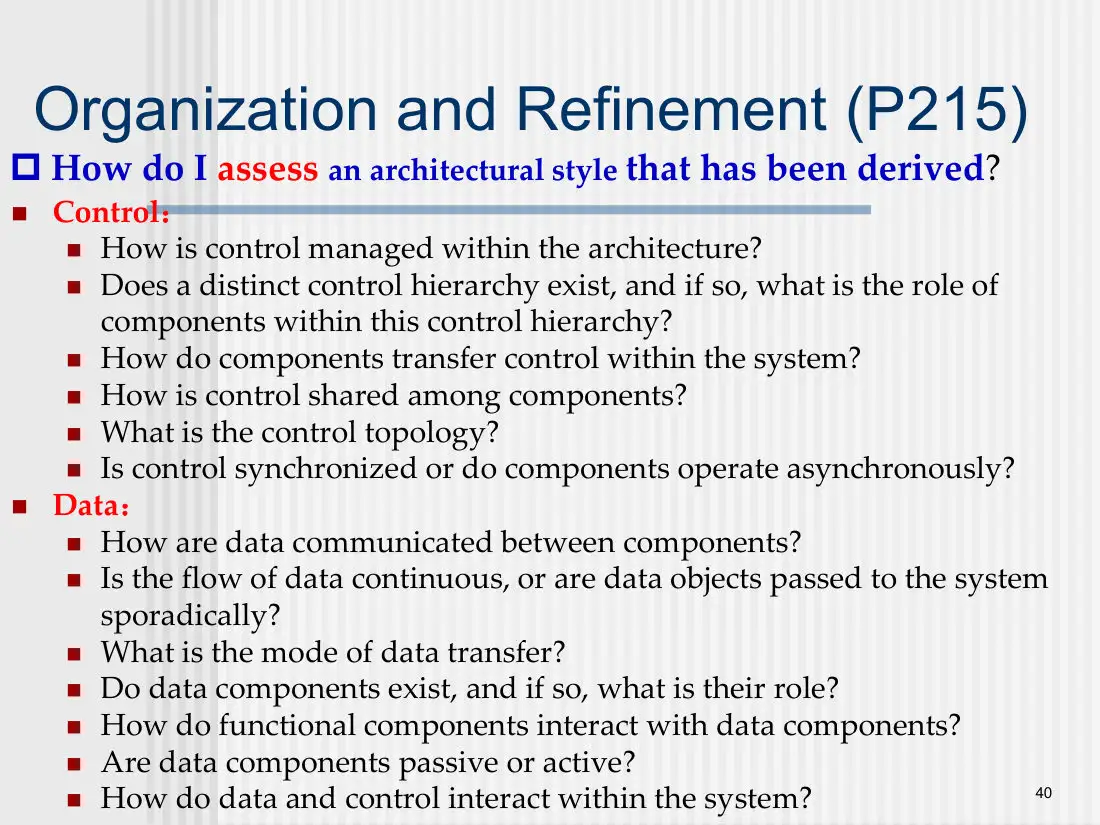 Organization and Refinement (P215)
How do I assess an architectural style that has been derived?
Control：
How is control managed within the architecture?
Does a distinct control hierarchy exist, and if so, what is the role of
components within this control hierarchy?
How do components transfer control within the system?
How is control shared among components?
What is the control topology?
Is control synchronized or do components operate asynchronously?
Data：
How are data communicated between components?
Is the flow of data continuous, or are data objects passed to the system
sporadically?
What is the mode of data transfer?
Do data components exist, and if so, what is their role?
How do functional components interact with data components?
Are data components passive or active?
How do data and control interact within the system?
40